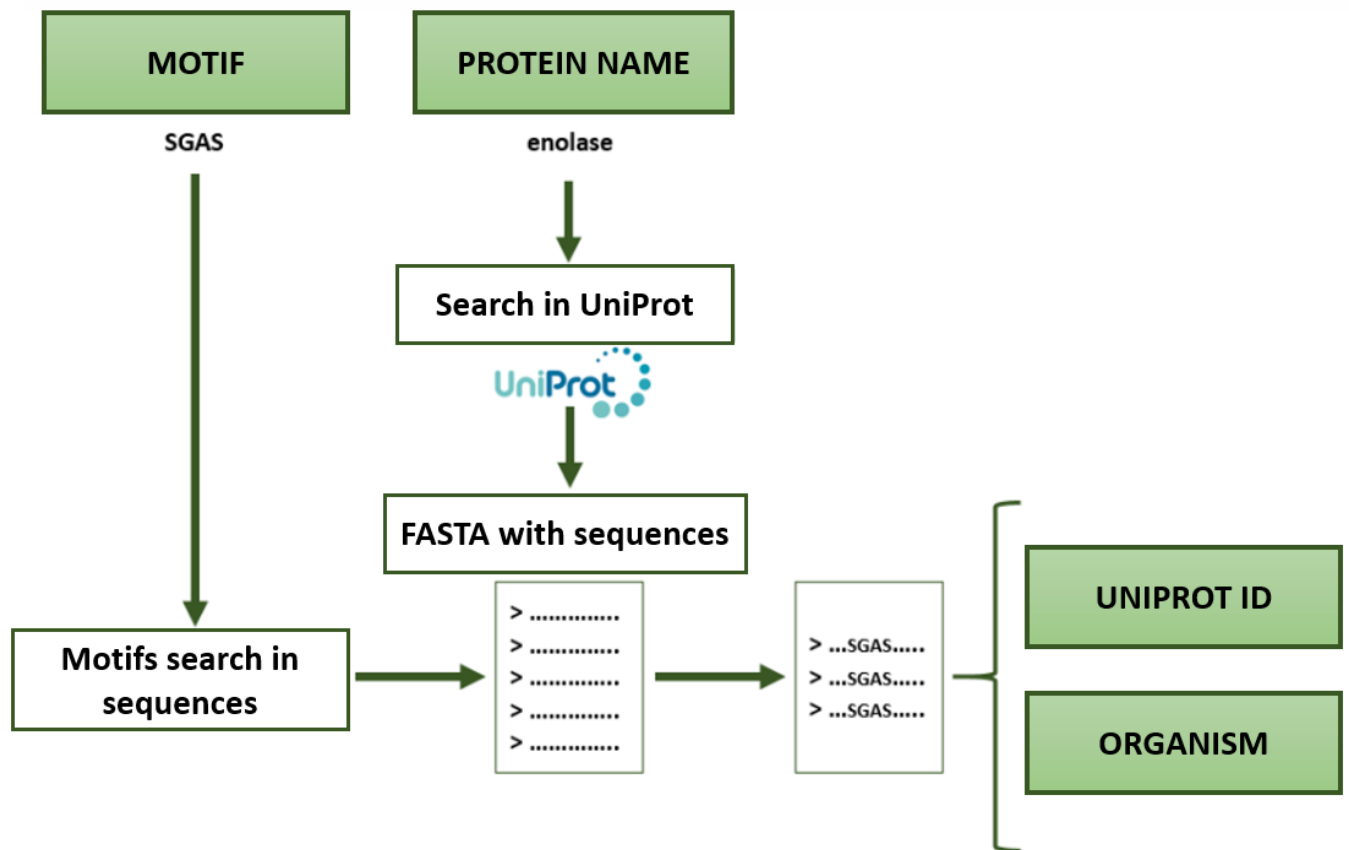 MOTIF
PROTEIN NAME
SGAS
enolase
Search in UniProt
UniProt
FASTA with sequences
> ..............
> ..............
> ..............
> ..............
> ..............
Motifs search in
sequences
> ...SGAS.....
> ...SGAS.....
> ...SGAS.....
UNIPROT ID
ORGANISM